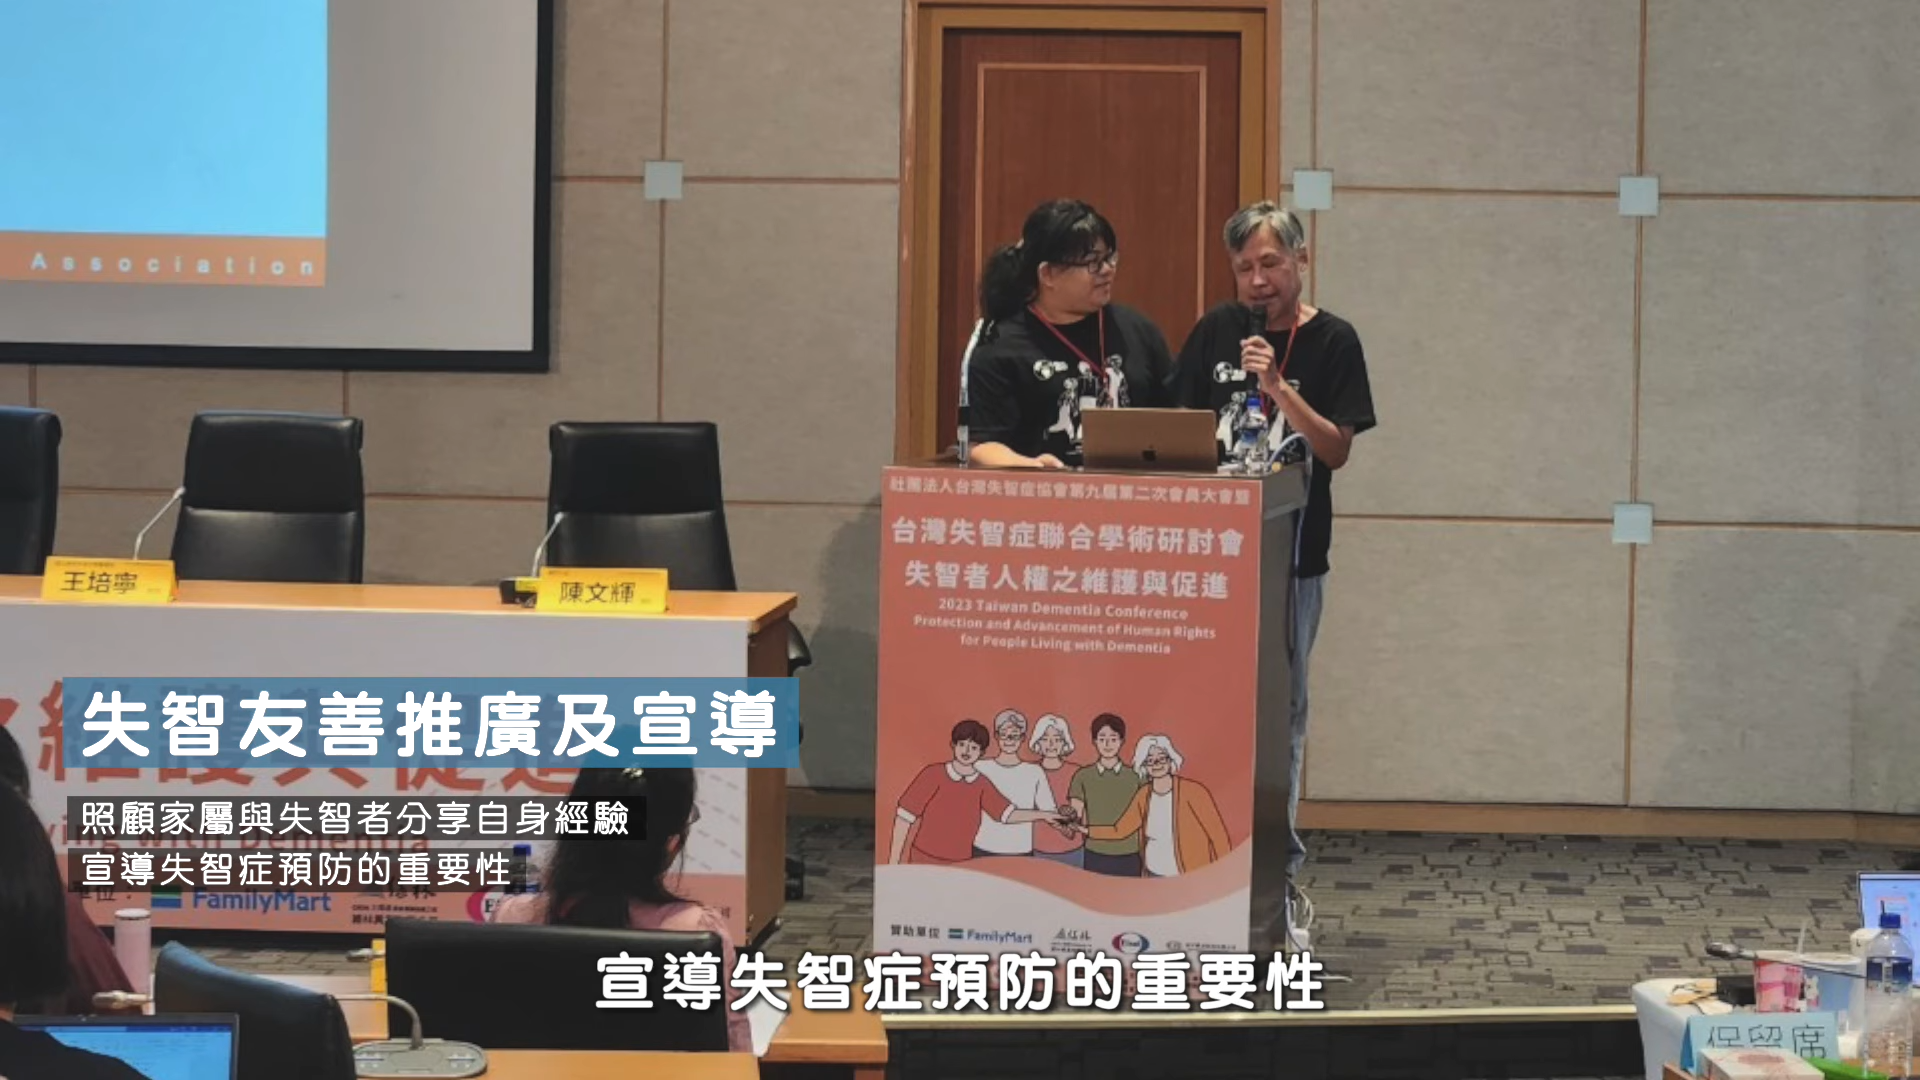 Association
王培寧
陳文輝
社團法人台灣失智症協會第九屆第二次會員大會暨
台灣失智症聯合學術研討會
失智者人權之維護與促進
2023 Taiwan Dementia Conference
Protection and Advancement of Human Rights
for People Living with Dementia
贊助單位 FamilyMart
失智友善推廣及宣導
照顧家屬與失智者分享自身經驗
宣導失智症預防的重要性
FamilyMart
宣導失智症預防的重要性
保留席